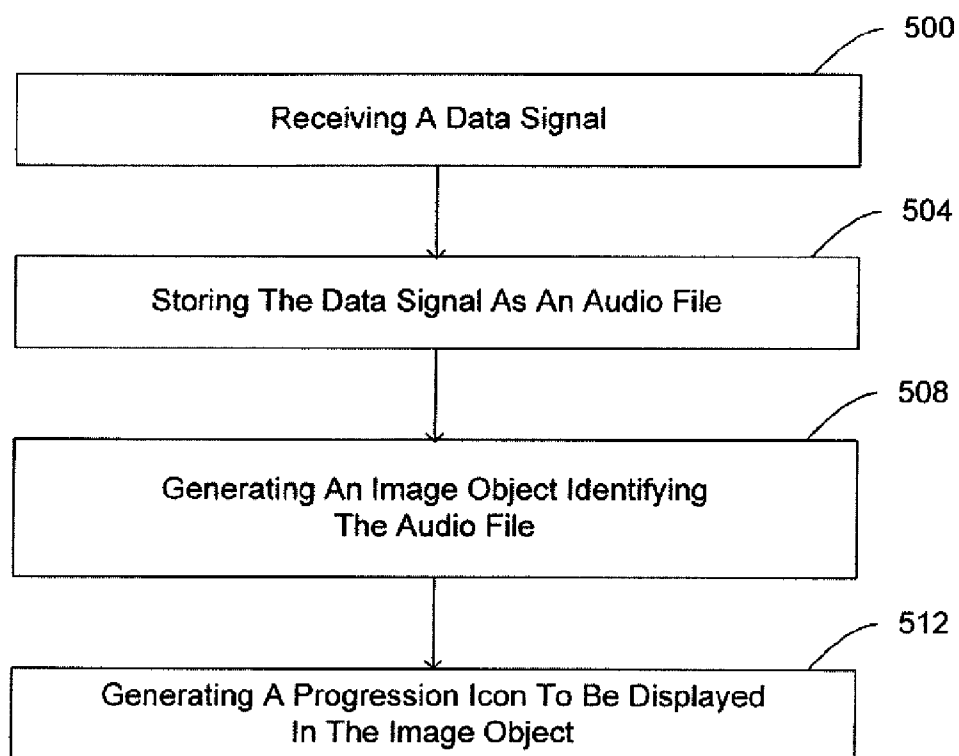 500
Receiving A Data Signal
504
Storing The Data Signal As An Audio File
508
Generating An Image Object Identifying
The Audio File
512
Generating A Progression Icon To Be Displayed
In The Image Object